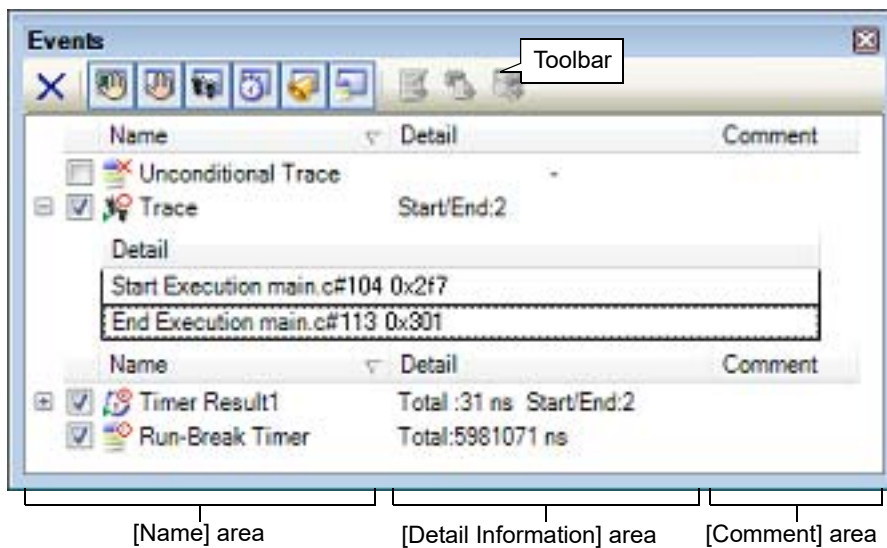 Events
Toolbar
Name Detail Comment
Unconditional Trace -
Trace Start/End:2
Detail
Start Execution main.c#104 0x2f7
End Execution main.c#113 0x301
Name Detail Comment
Timer Result1 Total :31 ns Start/End:2
Run-Break Timer Total:5981071 ns
[Name] area [Detail Information] area [Comment] area